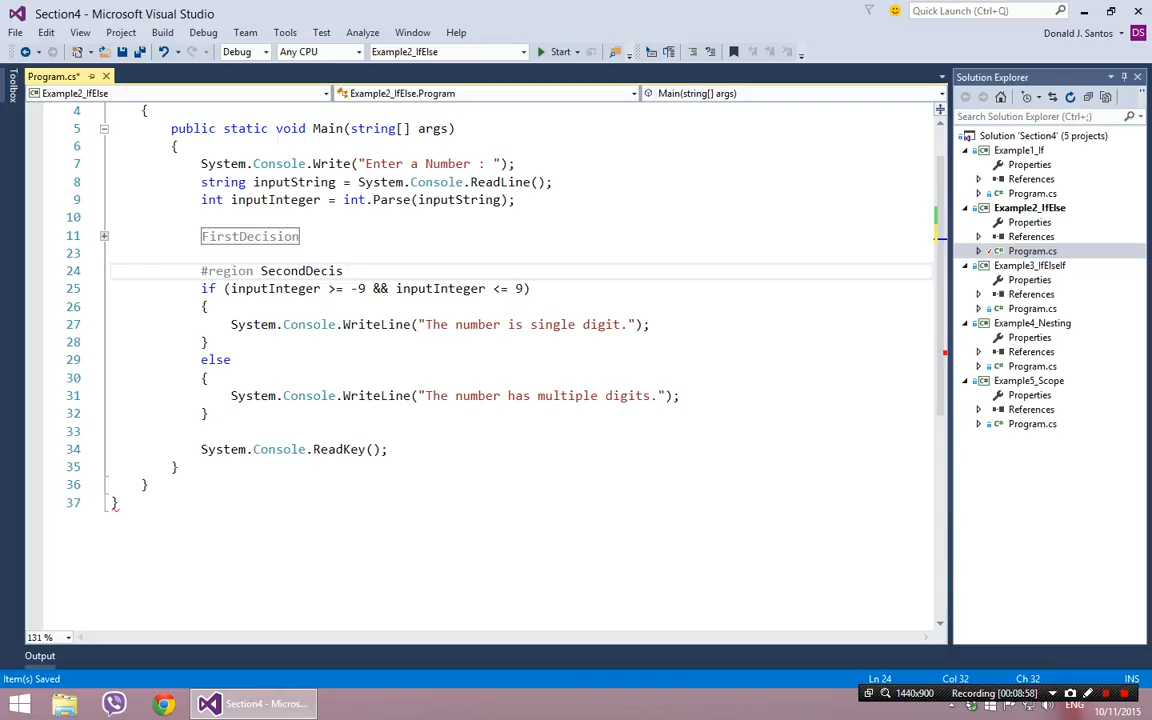 Section4 - Microsoft Visual Studio
Quick Launch (Ctrl+Q)
File Edit View Project Build Debug Team Tools Test Analyze Window Help
Donald J. Santos DS
Debug Any CPU Example2_IfElse Start
Toolbox
Program.cs*
Example2_IfElse Example2_IfElse.Program Main(string[] args)
4 {
5 public static void Main(string[] args)
6 {
7 System.Console.Write("Enter a Number : ");
8 string inputString = System.Console.ReadLine();
9 int inputInteger = int.Parse(inputString);
10
11 FirstDecision
23
24 #region SecondDecis
25 if (inputInteger >= -9 && inputInteger <= 9)
26 {
27 System.Console.WriteLine("The number is single digit.");
28 }
29 else
30 {
31 System.Console.WriteLine("The number has multiple digits.");
32 }
33
34 System.Console.ReadKey();
35 }
36 }
37 }
131 %
Solution Explorer
Search Solution Explorer (Ctrl+;)
Solution 'Section4' (5 projects)
Example1_If
Properties
References
Program.cs
Example2_IfElse
Properties
References
Program.cs
Example3_IfElseIf
Properties
References
Program.cs
Example4_Nesting
Properties
References
Program.cs
Example5_Scope
Properties
References
Program.cs
Output
Item(s) Saved Ln 24 Col 32 Ch 32 INS
1440x900 Recording [00:08:58]
Section4 - Micros...
ENG
10/11/2015